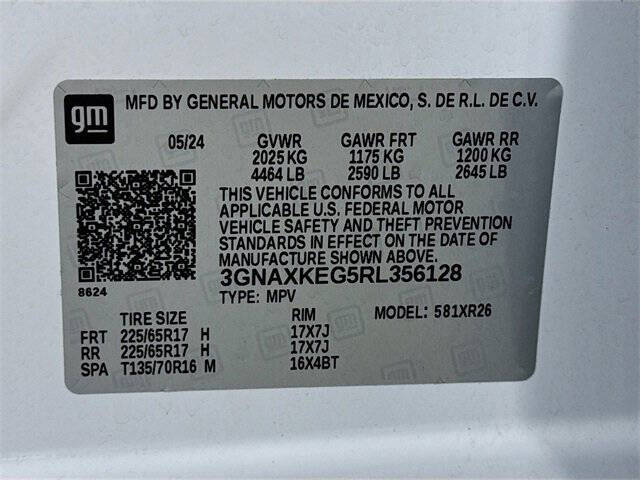 gm
MFD BY GENERAL MOTORS DE MEXICO, S. DE R.L. DE C.V.
05/24 GVWR GAWR FRT GAWR RR
2025 KG 1175 KG 1200 KG
4464 LB 2590 LB 2645 LB
THIS VEHICLE CONFORMS TO ALL
APPLICABLE U.S. FEDERAL MOTOR
VEHICLE SAFETY AND THEFT PREVENTION
STANDARDS IN EFFECT ON THE DATE OF
MANUFACTURE SHOWN ABOVE.
8624 3GNAXKEG5RL356128
TYPE: MPV MODEL: 581XR26
TIRE SIZE RIM
FRT 225/65R17 H 17X7J
RR 225/65R17 H 17X7J
SPA T135/70R16 M 16X4BT